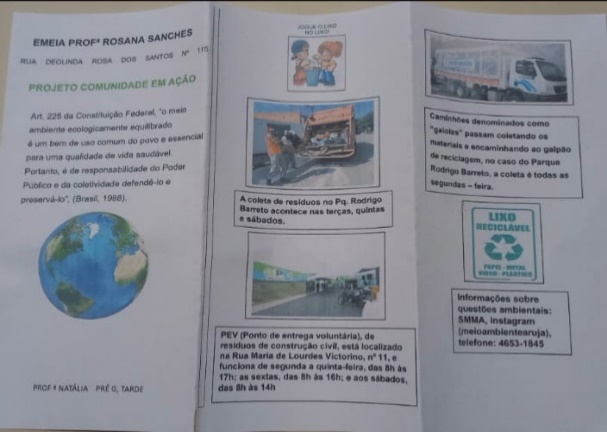 EMEIA PROFª ROSANA SANCHES
RUA DEOLINDA ROSA DOS SANTOS Nº 115
PROJETO COMUNIDADE EM AÇÃO
Art. 225 da Constituição Federal, "o meio
ambiente ecologicamente equilibrado
é um bem de uso comum do povo e essencial
para uma qualidade de vida saudável.
Portanto, é de responsabilidade do Poder
Público e da coletividade defendê-lo e
preservá-lo", (Brasil, 1988).
PROFª NATÁLIA PRÉ G, TARDE
JOGUE O LIXO
NO LIXO!
A coleta de resíduos no Pq. Rodrigo
Barreto acontece nas terças, quintas
e sábados.
PEV (Ponto de entrega voluntária), de
resíduos de construção civil, está localizado
na Rua Maria de Lourdes Victorino, nº 11, e
funciona de segunda a quinta-feira, das 8h às
17h; as sextas, das 8h às 16h; e aos sábados,
das 8h às 14h
Caminhões denominados como
"gaiolas" passam coletando os
materiais e encaminhando ao galpão
de reciclagem, no caso do Parque
Rodrigo Barreto, a coleta é todas as
segundas – feira.
LIXO
RECICLÁVEL
PAPEL - METAL
VIDRO - PLÁSTICO
Informações sobre
questões ambientais:
SMMA, Instagram
(meioambientearuja),
telefone: 4653-1845